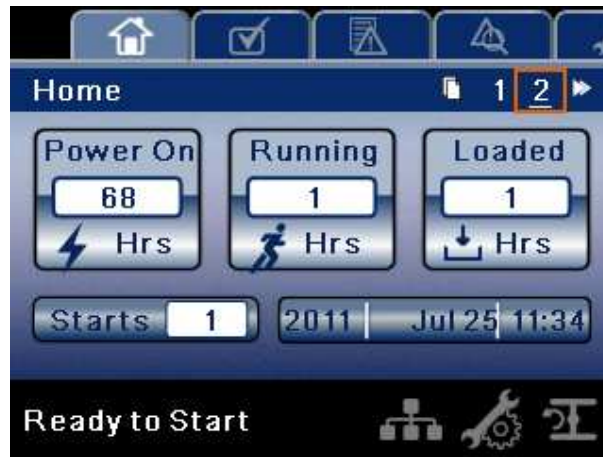 Home 1 2
Power On Running Loaded
68 1 1
Hrs Hrs Hrs
Starts 1 2011 Jul 25 11:34
Ready to Start